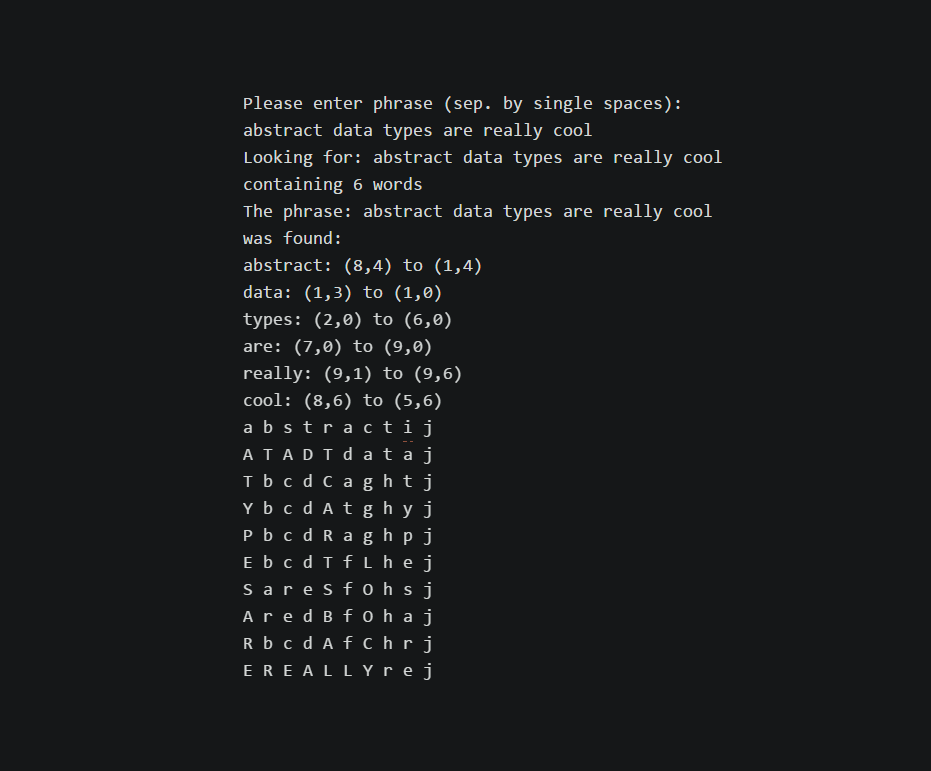 Please enter phrase (sep. by single spaces):
abstract data types are really cool
Looking for: abstract data types are really cool
containing 6 words
The phrase: abstract data types are really cool
was found:
abstract: (8,4) to (1,4)
data: (1,3) to (1,0)
types: (2,0) to (6,0)
are: (7,0) to (9,0)
really: (9,1) to (9,6)
cool: (8,6) to (5,6)
a b s t r a c t i j
A T A D T d a t a j
T b c d C a g h t j
Y b c d A t g h y j
P b c d R a g h p j
E b c d T f L h e j
S a r e S f O h s j
A r e d B f O h a j
R b c d A f C h r j
E R E A L L Y r e j